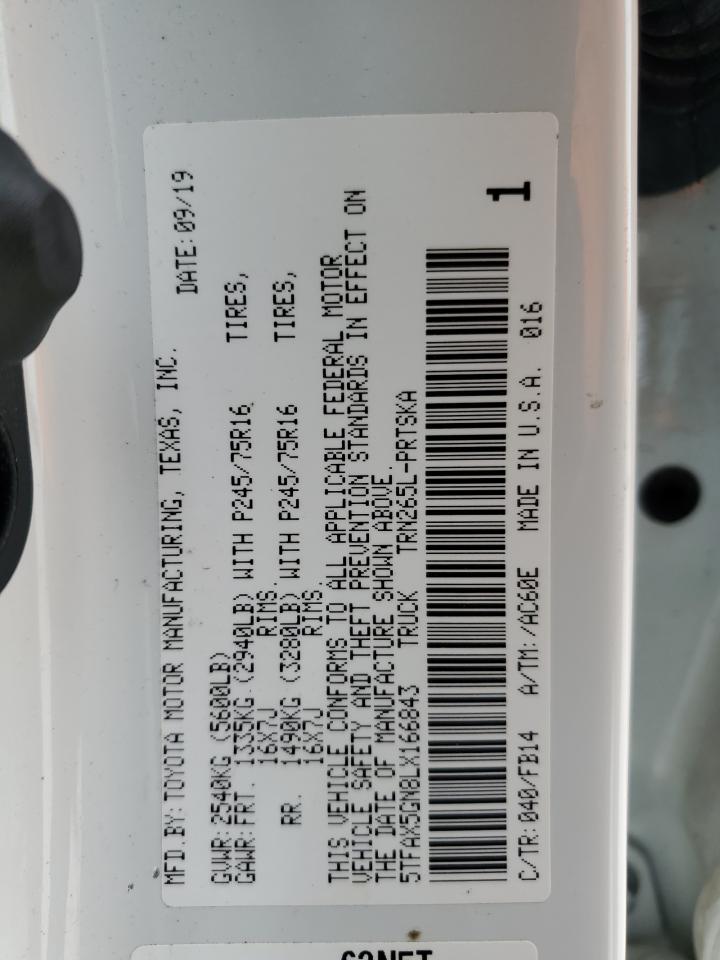 MFD.BY: TOYOTA MOTOR MANUFACTURING, TEXAS, INC.
DATE: 09/19
GVWR: 2540KG (5600LB)
GAWR: FRT. 1335KG (2940LB) WITH P245/75R16 TIRES,
16X7J RIMS.
RR. 1490KG (3280LB) WITH P245/75R16 TIRES,
16X7J RIMS.
THIS VEHICLE CONFORMS TO ALL APPLICABLE FEDERAL MOTOR
VEHICLE SAFETY AND THEFT PREVENTION STANDARDS IN EFFECT ON
THE DATE OF MANUFACTURE SHOWN ABOVE.
5TFAX5GN8LX166843 TRUCK TRN265L-PRTSKA
1
C/TR: 040/FB14 A/TM: /AC60E MADE IN U.S.A. 016